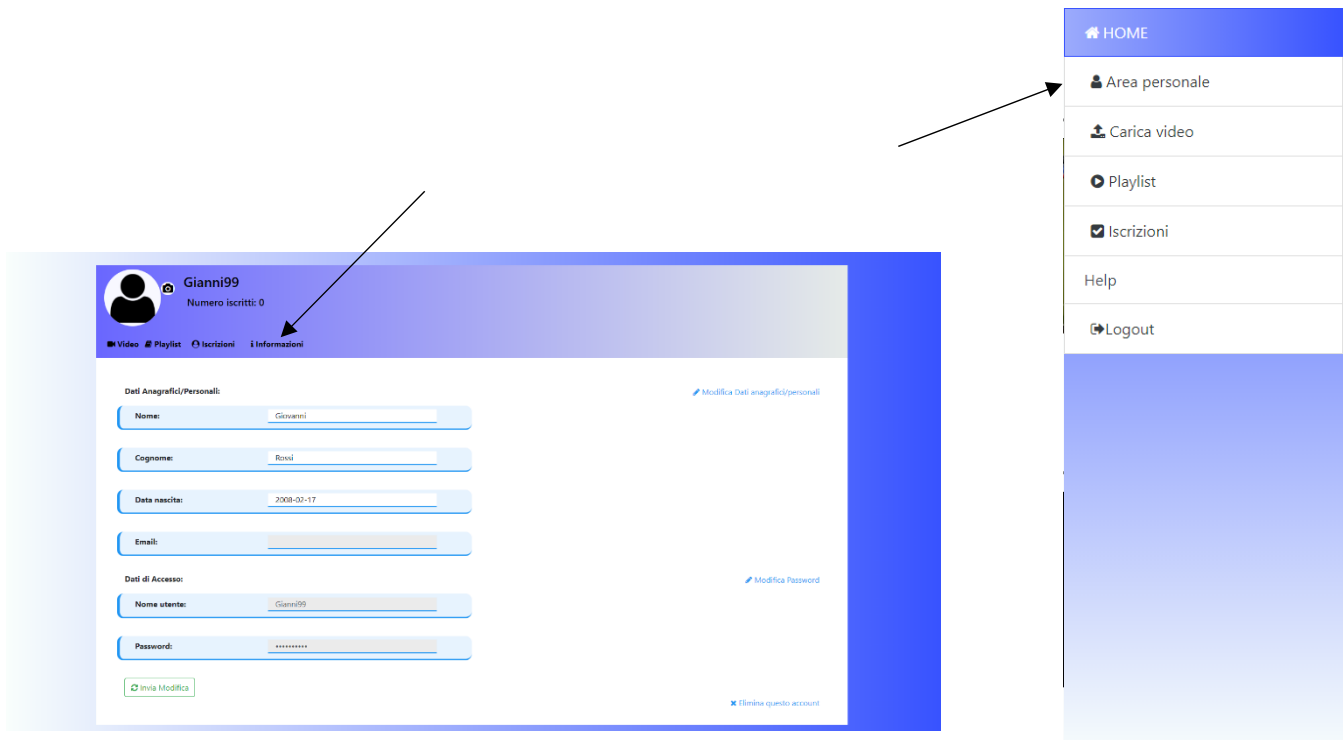 HOME
Area personale
Carica video
Playlist
Iscrizioni
Help
Logout
Gianni99
Numero iscritti: 0
Video Playlist Iscrizioni Informazioni
Dati Anagrafici/Personali: Modifica Dati anagrafici/personali
Nome: Giovanni
Cognome: Rossi
Data nascita: 2008-02-17
Email:
Dati di Accesso: Modifica Password
Nome utente: Gianni99
Password: ••••••••••
Invia Modifica
Elimina questo account